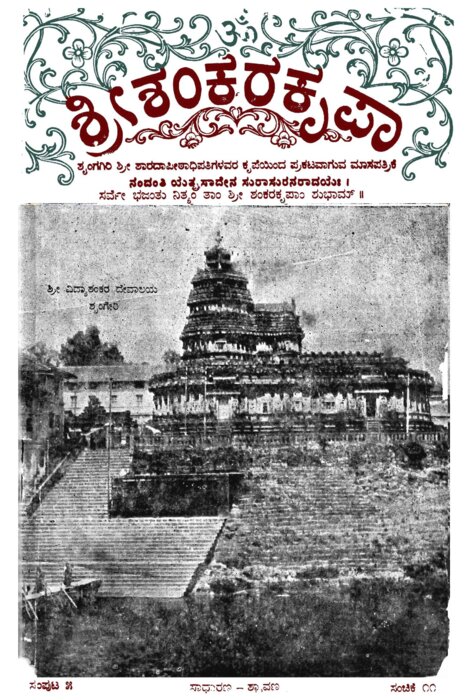 ಓಂ
ಶ್ರೀಶಂಕರಕೃಪಾ
ಶೃಂಗಗಿರಿ ಶ್ರೀ ಶಾರದಾಪೀಠಾಧಿಪತಿಗಳವರ ಕೃಪೆಯಿಂದ ಪ್ರಕಟವಾಗುವ ಮಾಸಪತ್ರಿಕೆ
ನಂದಂತಿ ಯತ್ಪ್ರಸಾದೇನ ಸುರಾಸುರನರಾದಯಃ ।
ಸರ್ವೇ ಭಜಂತು ನಿತ್ಯಂ ತಾಂ ಶ್ರೀ ಶಂಕರಕೃಪಾಂ ಶುಭಾಮ್ ॥
ಶ್ರೀ ವಿದ್ಯಾಶಂಕರ ದೇವಾಲಯ
ಶೃಂಗೇರಿ
ಸಂಪುಟ ೫ ಸಾಧಾರಣ – ಶ್ರಾವಣ ಸಂಚಿಕೆ ೧೧